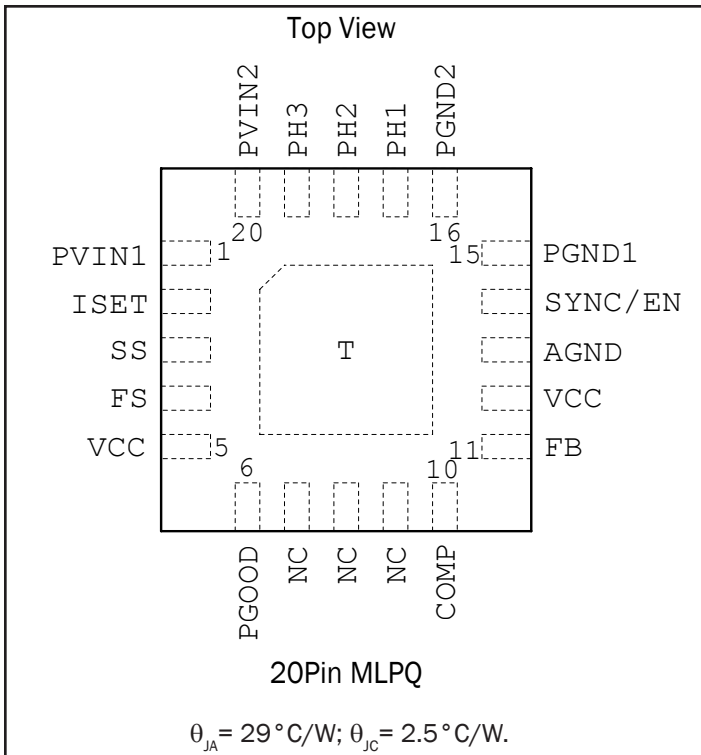 Top View
PVIN2
PH3
PH2
PH1
PGND2
20
16
PVIN1
1
15
PGND1
ISET
SYNC/EN
SS
T
AGND
FS
VCC
VCC
5
11
FB
6
10
PGOOD
NC
NC
NC
COMP
20Pin MLPQ
θJA= 29°C/W; θJC= 2.5°C/W.